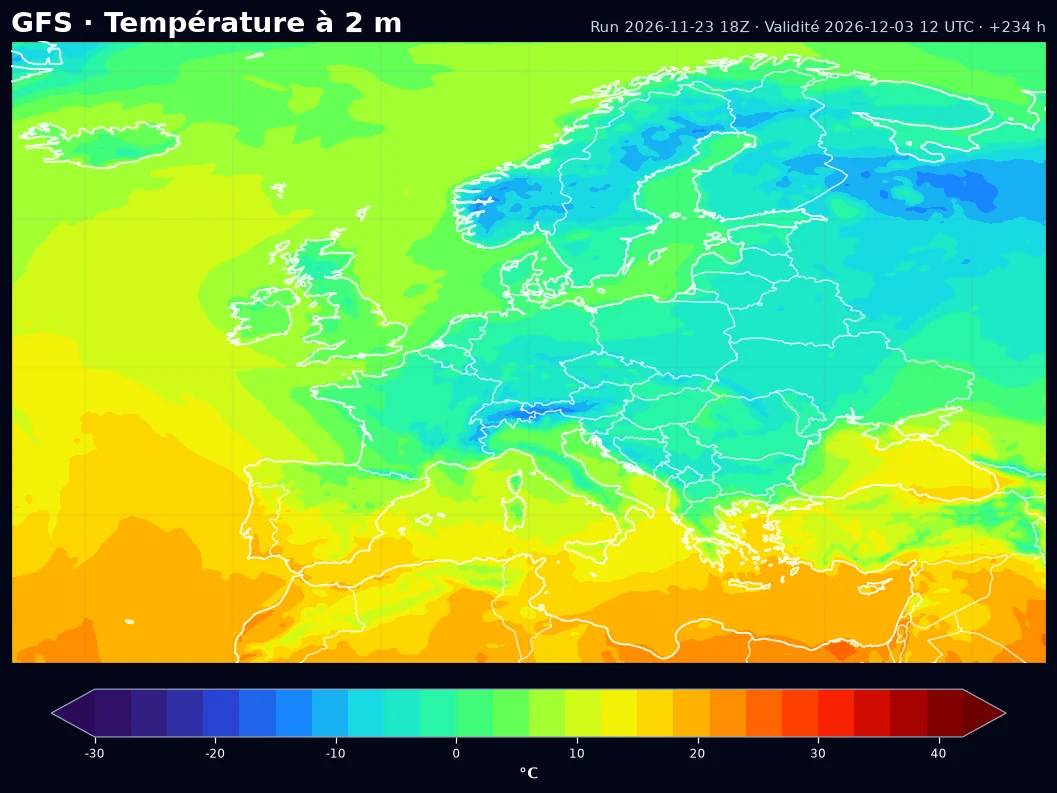 GFS · Température à 2 m
Run 2026-11-23 18Z · Validité 2026-12-03 12 UTC · +234 h
-30 -20 -10 0 10 20 30 40
°C